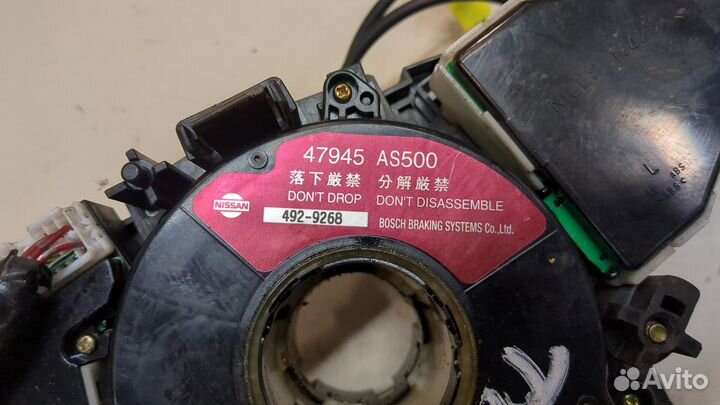 47945 AS500
落下厳禁 分解厳禁
DON'T DROP DON'T DISASSEMBLE
NISSAN
492-9268
BOSCH BRAKING SYSTEMS Co.,Ltd.
L
Avito